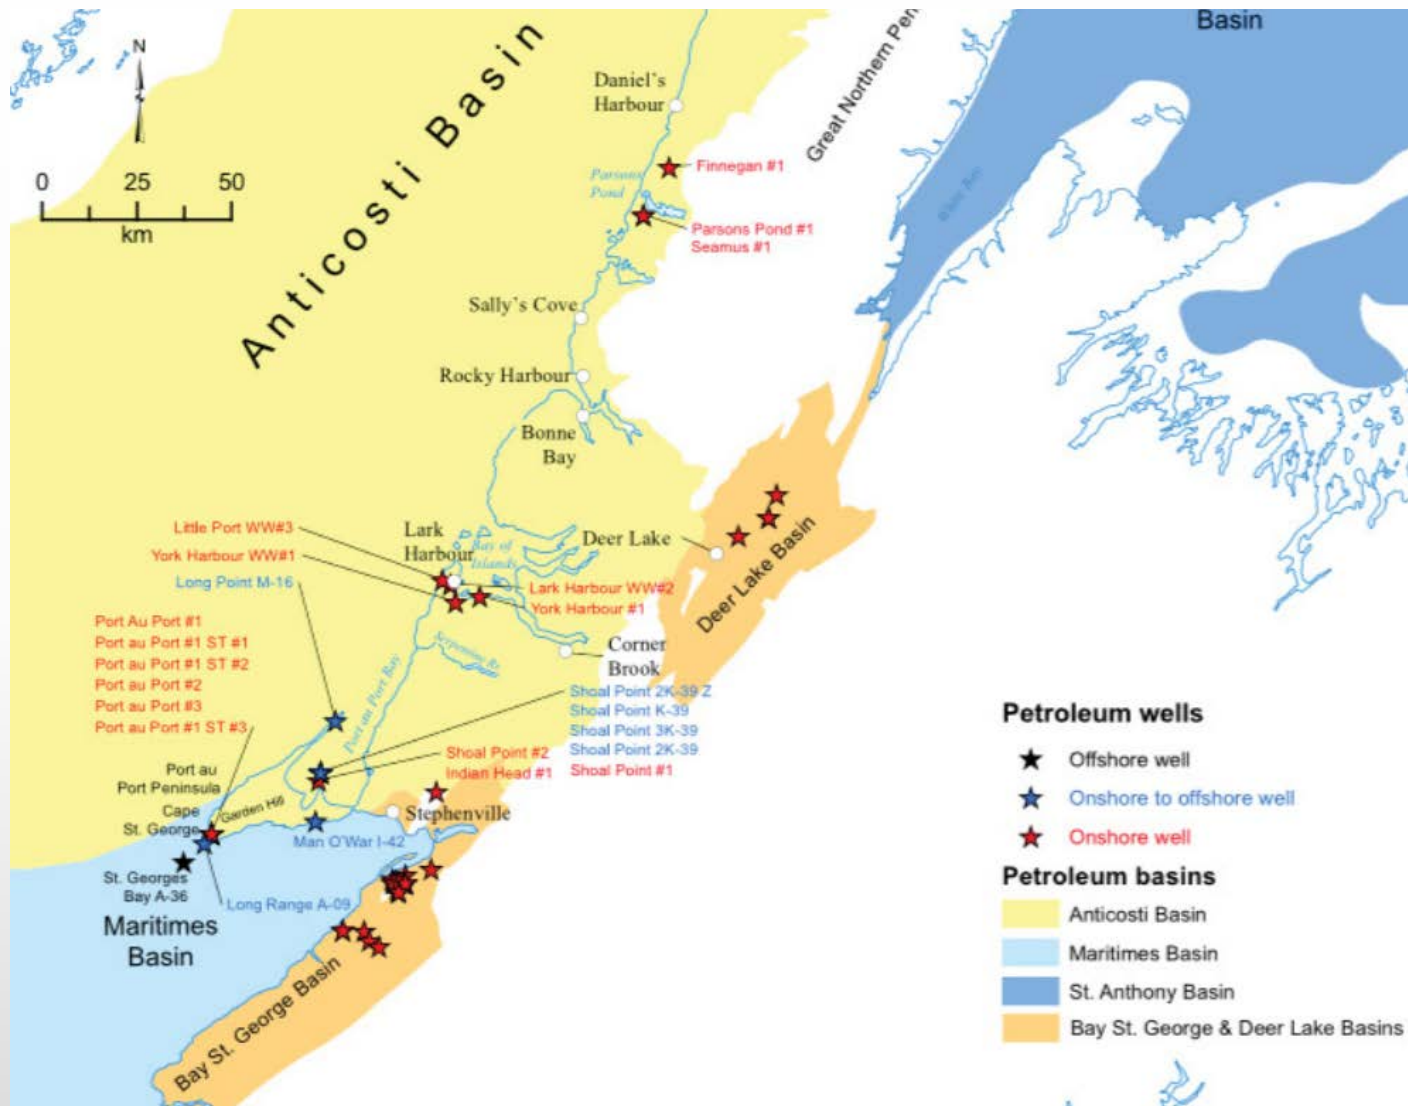 Basin
N
0 25 50
km
Anticosti Basin
Daniel's
Harbour
Great Northern Pen
Finnegan #1
Parsons
Pond
White Bay
Parsons Pond #1
Seamus #1
Sally's Cove
Rocky Harbour
Bonne
Bay
Little Port WW#3
Lark
Harbour
Bay of
Islands
Deer Lake
Deer Lake Basin
York Harbour WW#1
Long Point M-16
Lark Harbour WW#2
York Harbour #1
Port Au Port #1
Port au Port #1 ST #1
Port au Port #1 ST #2
Port au Port #2
Port au Port #3
Port au Port #1 ST #3
Serpentine R.
Corner
Brook
Port au Port Bay
Shoal Point 2K-39 Z
Shoal Point K-39
Shoal Point 3K-39
Shoal Point 2K-39
Shoal Point #1
Shoal Point #2
Indian Head #1
Port au
Port Peninsula
Cape
St. George
Garden Hill
Stephenville
Man O'War I-42
St. Georges
Bay A-36
Long Range A-09
Maritimes
Basin
Bay St. George Basin
Petroleum wells
Offshore well
Onshore to offshore well
Onshore well
Petroleum basins
Anticosti Basin
Maritimes Basin
St. Anthony Basin
Bay St. George & Deer Lake Basins